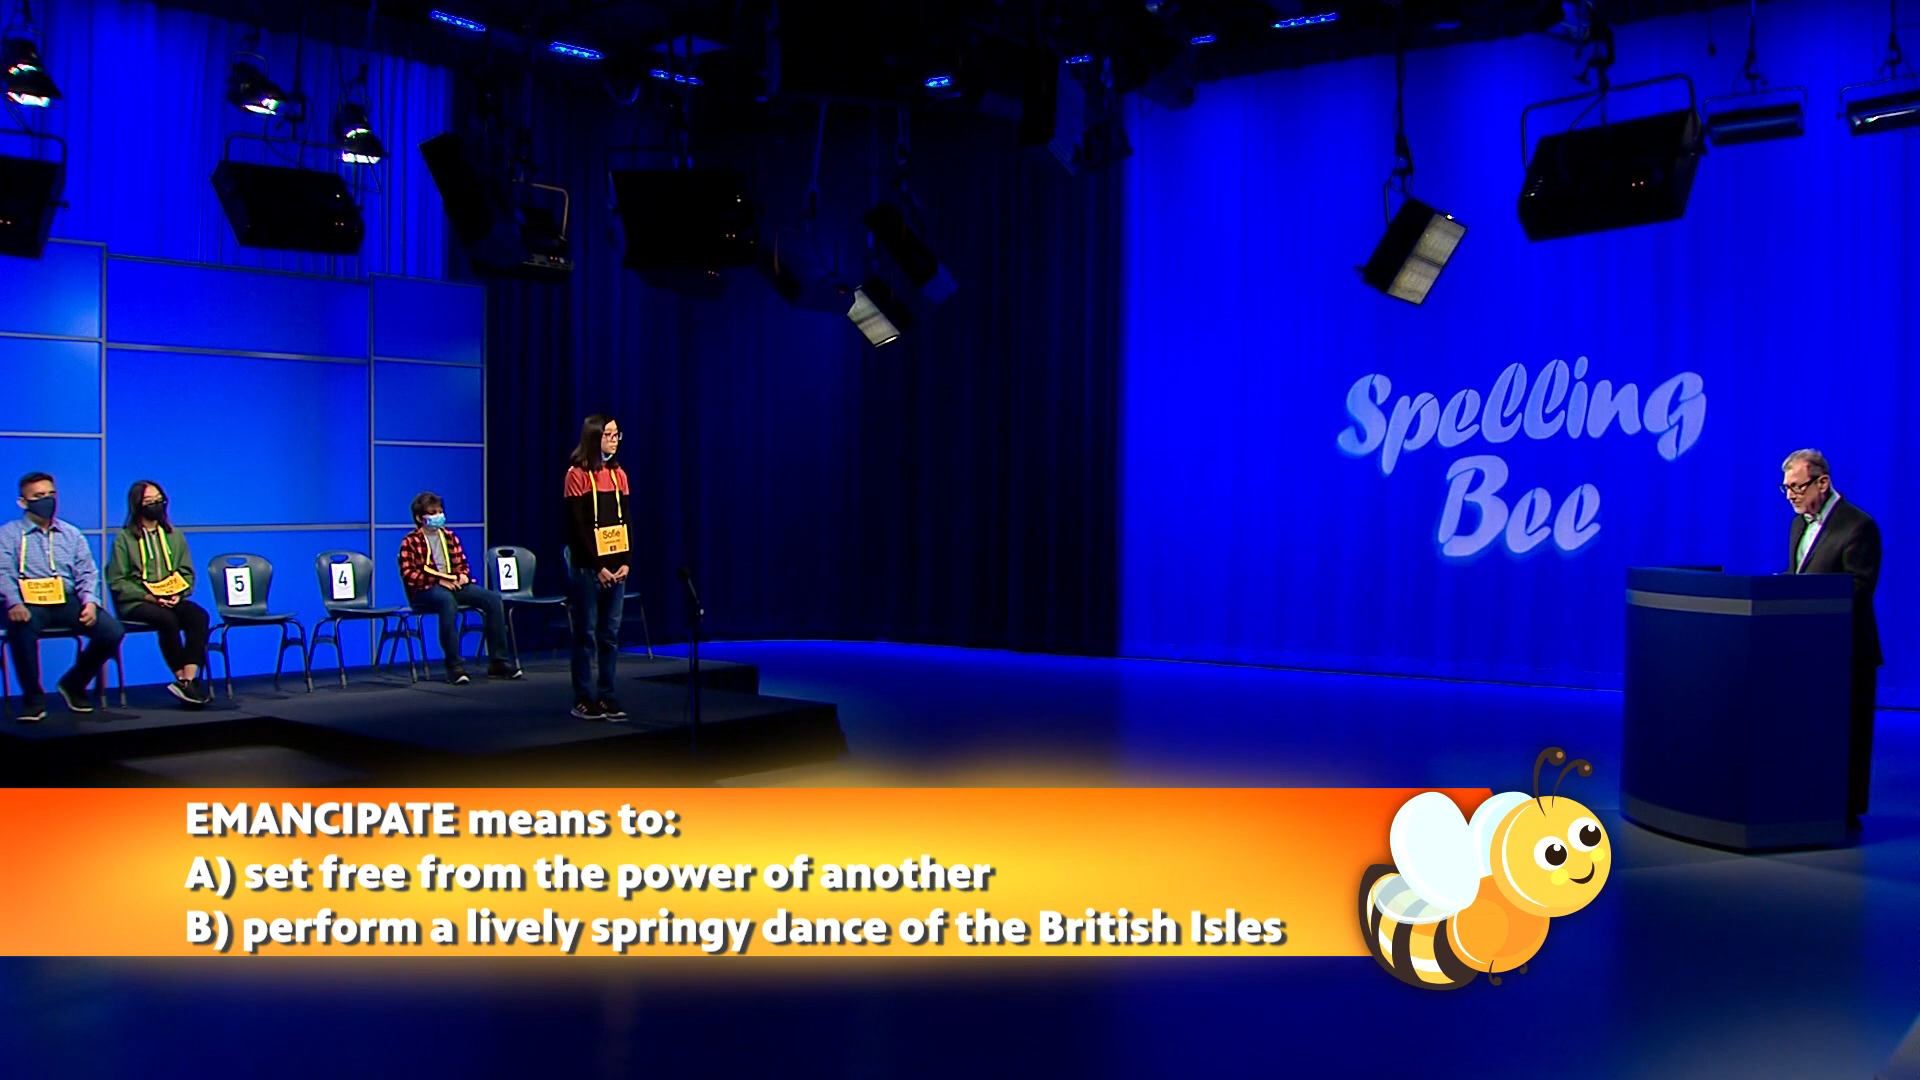 Spelling
Bee
Ethan
5
4
2
Sofie
EMANCIPATE means to:
A) set free from the power of another
B) perform a lively springy dance of the British Isles